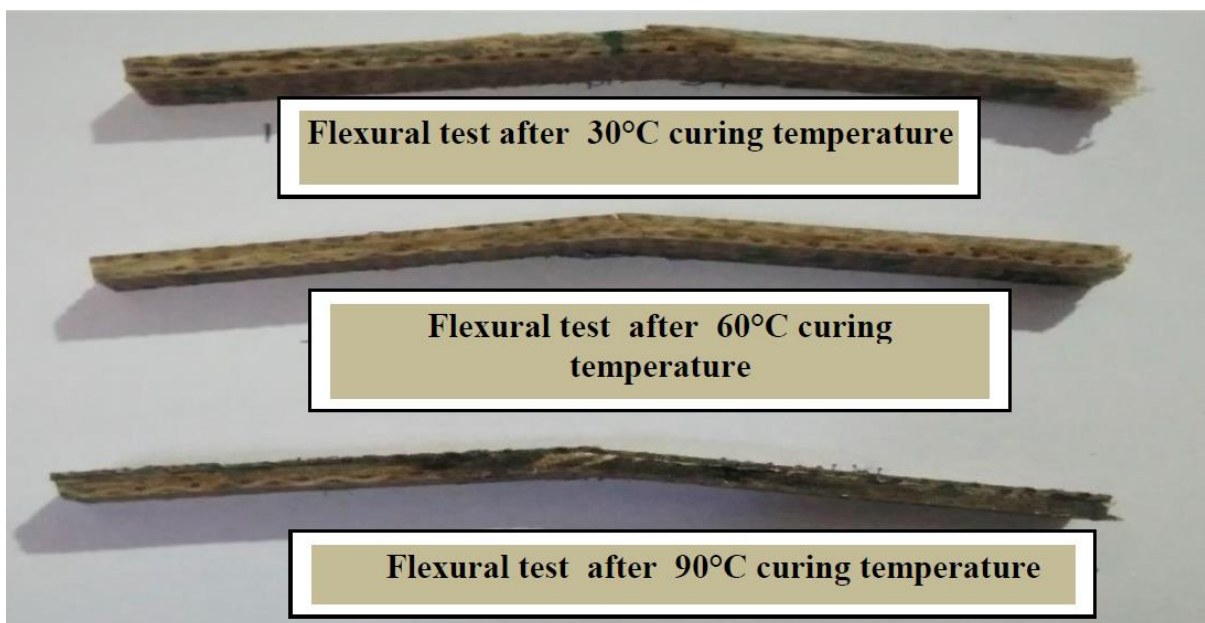 Flexural test after 30°C curing temperature
Flexural test after 60°C curing
temperature
Flexural test after 90°C curing temperature